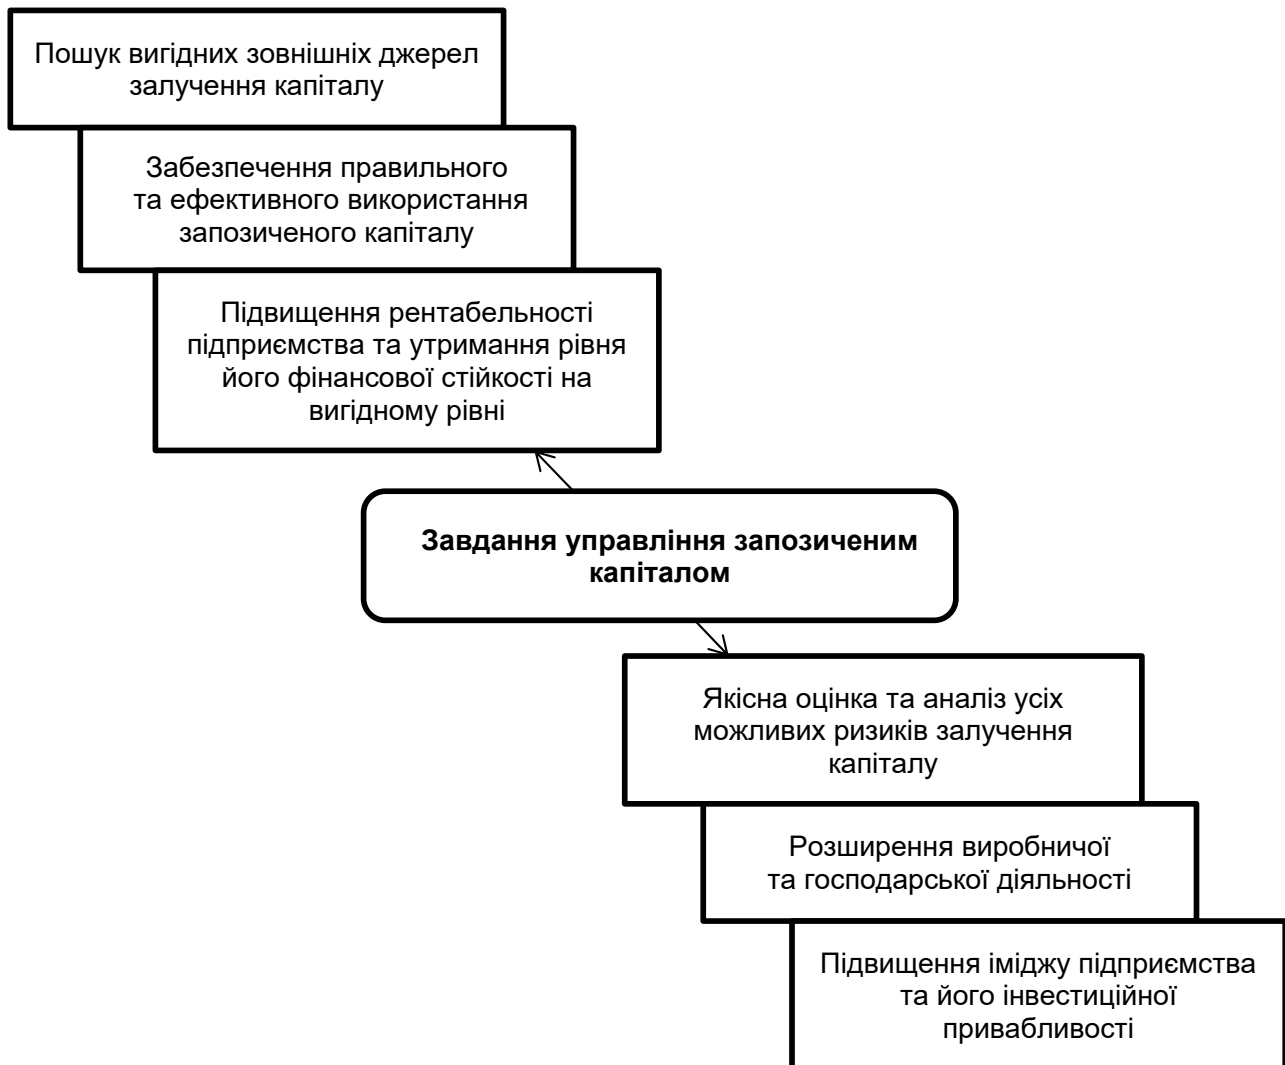 Пошук вигідних зовнішніх джерел
залучення капіталу
Забезпечення правильного
та ефективного використання
запозиченого капіталу
Підвищення рентабельності
підприємства та утримання рівня
його фінансової стійкості на
вигідному рівні
Завдання управління запозиченим
капіталом
Якісна оцінка та аналіз усіх
можливих ризиків залучення
капіталу
Розширення виробничої
та господарської діяльності
Підвищення іміджу підприємства
та його інвестиційної
привабливості